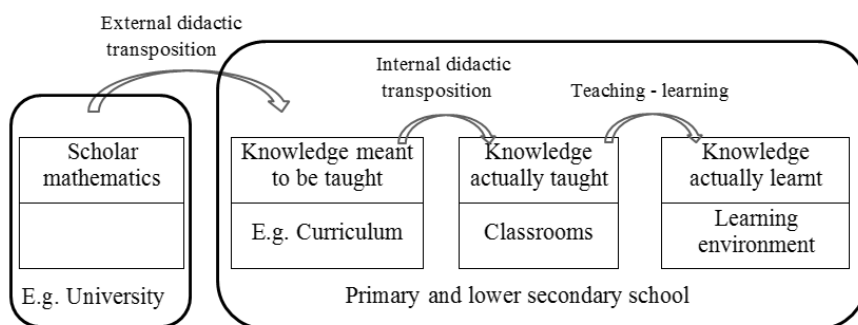 External didactic
transposition
Internal didactic
transposition
Teaching - learning
Scholar
mathematics
Knowledge meant
to be taught
Knowledge
actually taught
Knowledge
actually learnt
E.g. Curriculum
Classrooms
Learning
environment
E.g. University
Primary and lower secondary school